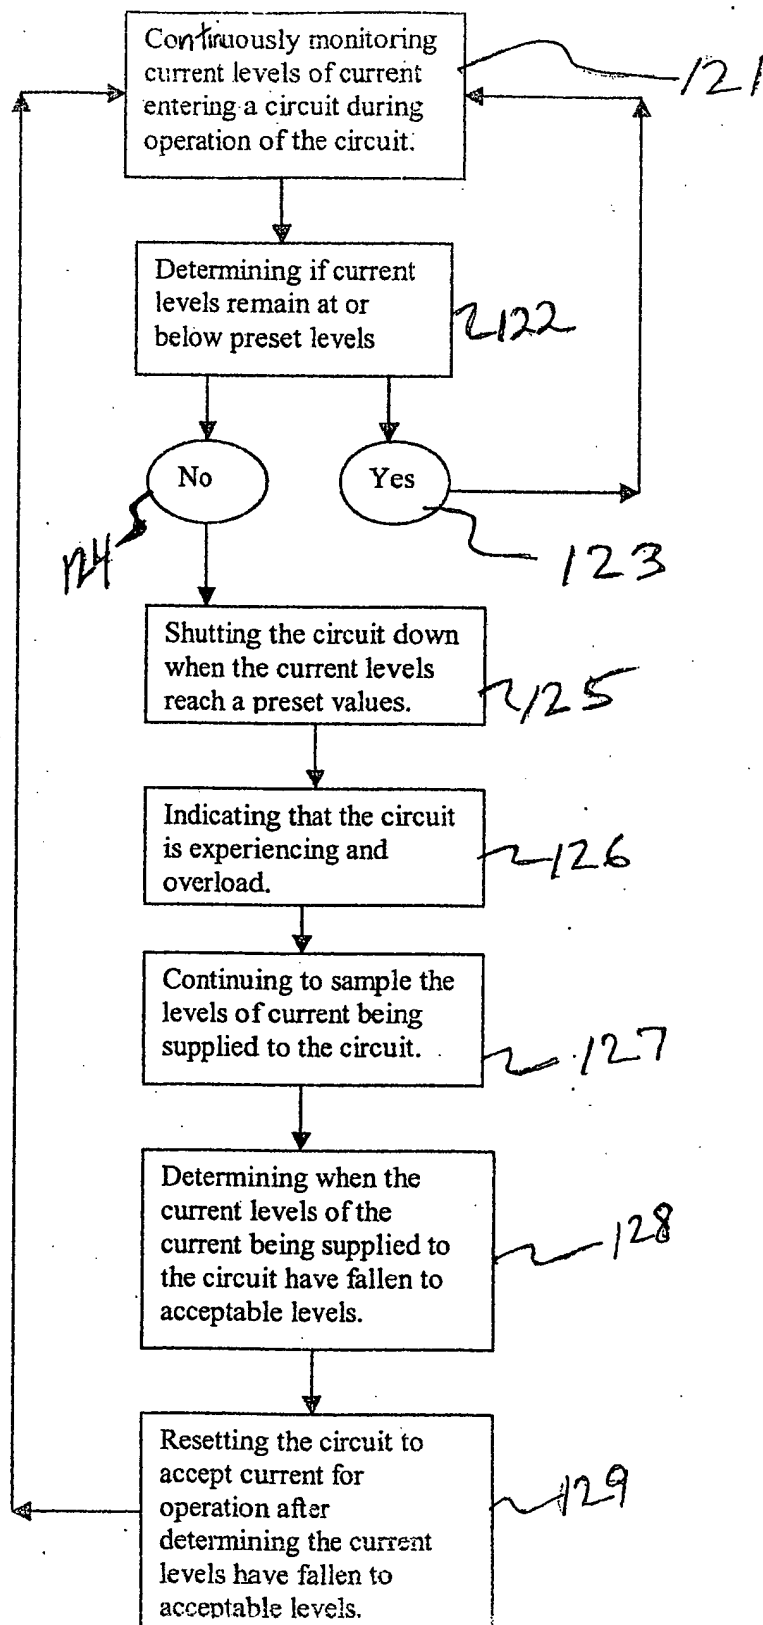 Continuously monitoring
current levels of current
entering a circuit during
operation of the circuit.
121
Determining if current
levels remain at or
below preset levels
122
No
Yes
124
123
Shutting the circuit down
when the current levels
reach a preset values.
125
Indicating that the circuit
is experiencing and
overload.
126
Continuing to sample the
levels of current being
supplied to the circuit.
127
Determining when the
current levels of the
current being supplied to
the circuit have fallen to
acceptable levels.
128
Resetting the circuit to
accept current for
operation after
determining the current
levels have fallen to
acceptable levels.
129